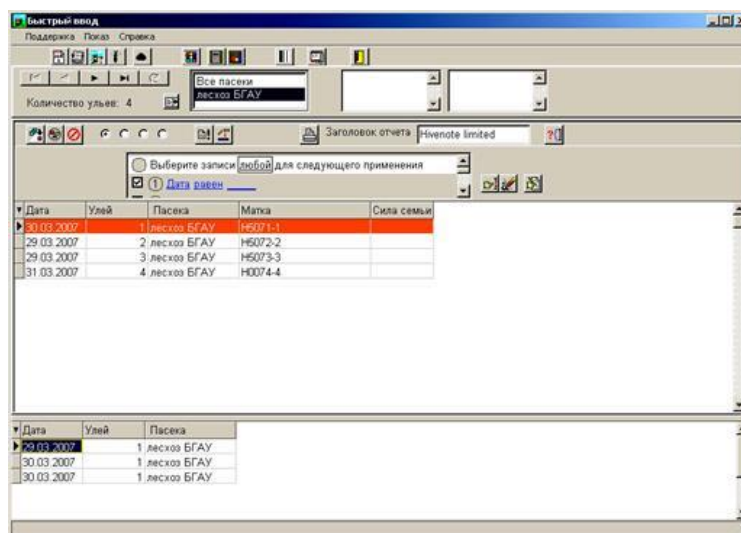 Быстрый ввод
Поддержка Показ Справка
Все пасеки
лесхоз БГАУ
Количество ульев: 4
Заголовок отчета Hivenote limited
Выберите записи любой для следующего применения
1 Дата равен
Дата Улей Пасека Матка Сила семьи
30.03.2007 1 лесхоз БГАУ H5071-1
29.03.2007 2 лесхоз БГАУ H5072-2
29.03.2007 3 лесхоз БГАУ H5073-3
31.03.2007 4 лесхоз БГАУ H0074-4
Дата Улей Пасека
29.03.2007 1 лесхоз БГАУ
30.03.2007 1 лесхоз БГАУ
30.03.2007 1 лесхоз БГАУ